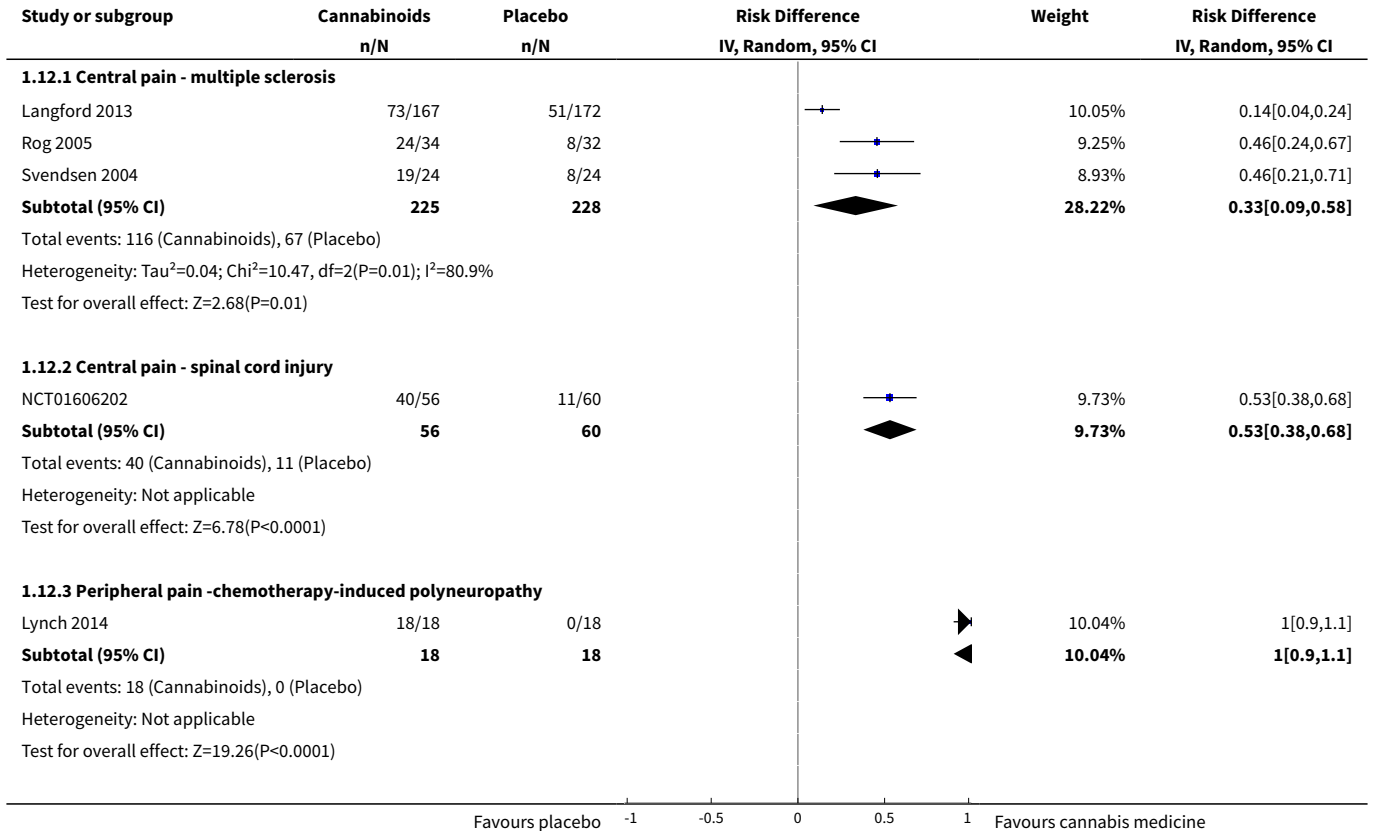 Study or subgroup Cannabinoids Placebo Risk Difference Weight Risk Difference
n/N n/N IV, Random, 95% CI IV, Random, 95% CI
1.12.1 Central pain - multiple sclerosis
Langford 2013 73/167 51/172 10.05% 0.14[0.04,0.24]
Rog 2005 24/34 8/32 9.25% 0.46[0.24,0.67]
Svendsen 2004 19/24 8/24 8.93% 0.46[0.21,0.71]
Subtotal (95% CI) 225 228 28.22% 0.33[0.09,0.58]
Total events: 116 (Cannabinoids), 67 (Placebo)
Heterogeneity: Tau²=0.04; Chi²=10.47, df=2(P=0.01); I²=80.9%
Test for overall effect: Z=2.68(P=0.01)
1.12.2 Central pain - spinal cord injury
NCT01606202 40/56 11/60 9.73% 0.53[0.38,0.68]
Subtotal (95% CI) 56 60 9.73% 0.53[0.38,0.68]
Total events: 40 (Cannabinoids), 11 (Placebo)
Heterogeneity: Not applicable
Test for overall effect: Z=6.78(P<0.0001)
1.12.3 Peripheral pain -chemotherapy-induced polyneuropathy
Lynch 2014 18/18 0/18 10.04% 1[0.9,1.1]
Subtotal (95% CI) 18 18 10.04% 1[0.9,1.1]
Total events: 18 (Cannabinoids), 0 (Placebo)
Heterogeneity: Not applicable
Test for overall effect: Z=19.26(P<0.0001)
Favours placebo -1 -0.5 0 0.5 1 Favours cannabis medicine